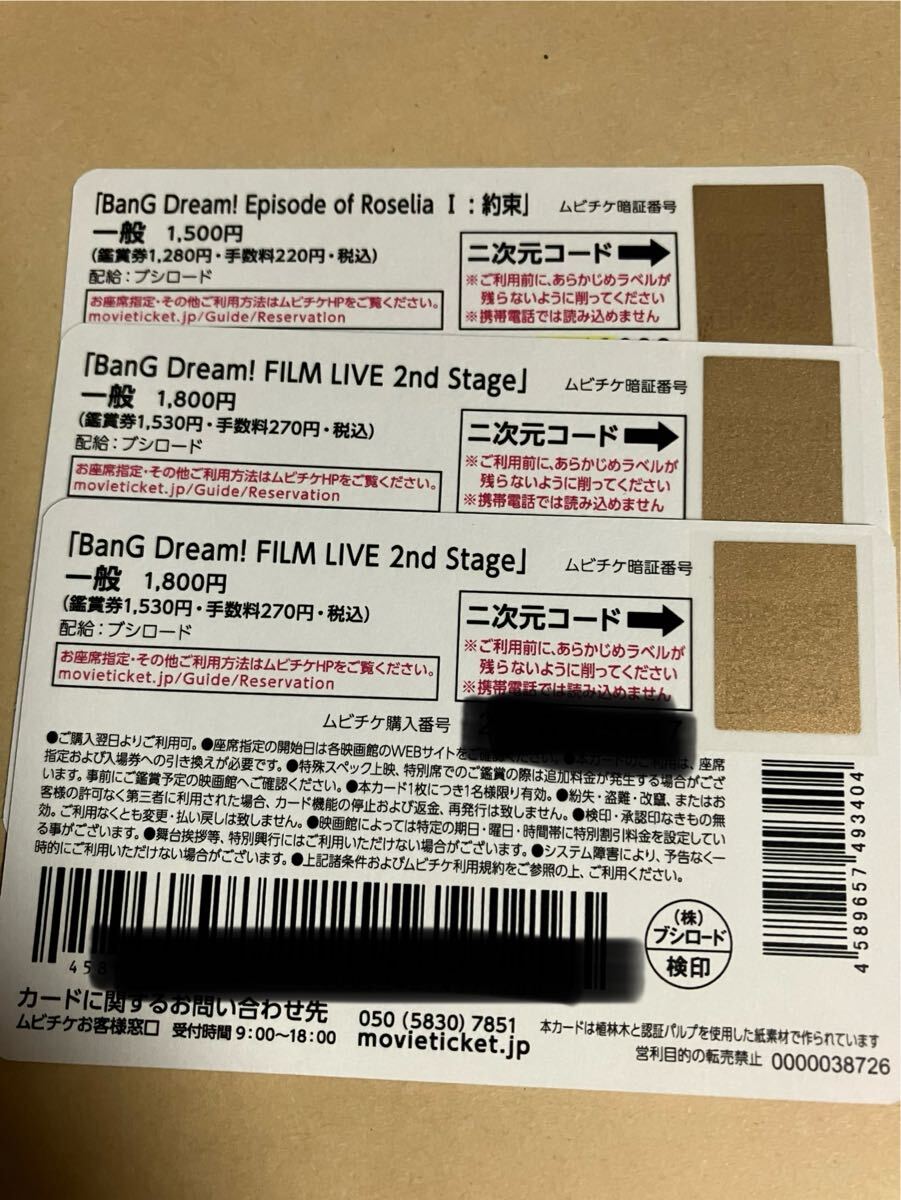 「BanG Dream! Episode of Roselia Ⅰ：約束」 ムビチケ暗証番号
一般 1,500円
(鑑賞券1,280円・手数料220円・税込)
配給：ブシロード
お座席指定・その他ご利用方法はムビチケHPをご覧ください。
movieticket.jp/Guide/Reservation
二次元コード
※ご利用前に、あらかじめラベルが
残らないように削ってください
※携帯電話では読み込めません
「BanG Dream! FILM LIVE 2nd Stage」 ムビチケ暗証番号
一般 1,800円
(鑑賞券1,530円・手数料270円・税込)
配給：ブシロード
お座席指定・その他ご利用方法はムビチケHPをご覧ください。
movieticket.jp/Guide/Reservation
二次元コード
※ご利用前に、あらかじめラベルが
残らないように削ってください
※携帯電話では読み込めません
「BanG Dream! FILM LIVE 2nd Stage」 ムビチケ暗証番号
一般 1,800円
(鑑賞券1,530円・手数料270円・税込)
配給：ブシロード
お座席指定・その他ご利用方法はムビチケHPをご覧ください。
movieticket.jp/Guide/Reservation
二次元コード
※ご利用前に、あらかじめラベルが
残らないように削ってください
※携帯電話では読み込めません
ムビチケ購入番号
●ご購入翌日よりご利用可。●座席指定の開始日は各映画館のWEBサイトをご確認ください。●本カードのご利用は、座席
指定および入場券への引き換えが必要です。●特殊スペック上映、特別席でのご鑑賞の際は追加料金が発生する場合がござ
います。事前にご鑑賞予定の映画館へご確認ください。●本カード1枚につき1名様限り有効。●紛失・盗難・改竄、またはお
客様の許可なく第三者に利用された場合、カード機能の停止および返金、再発行は致しません。●検印・承認印なきもの無
効。ご利用なくとも変更・払い戻しは致しません。●映画館によっては特定の期日・曜日・時間帯に特別割引料金を設定してい
る事がございます。●舞台挨拶等、特別興行にはご利用いただけない場合がございます。●システム障害により、予告なく一
時的にご利用いただけない場合がございます。●上記諸条件およびムビチケ利用規約をご参照の上、ご利用ください。
4589657493404
458
(株)
ブシロード
検印
カードに関するお問い合わせ先
ムビチケお客様窓口 受付時間 9:00〜18:00
050 (5830) 7851
movieticket.jp
本カードは植林木と認証パルプを使用した紙素材で作られています
営利目的の転売禁止 0000038726